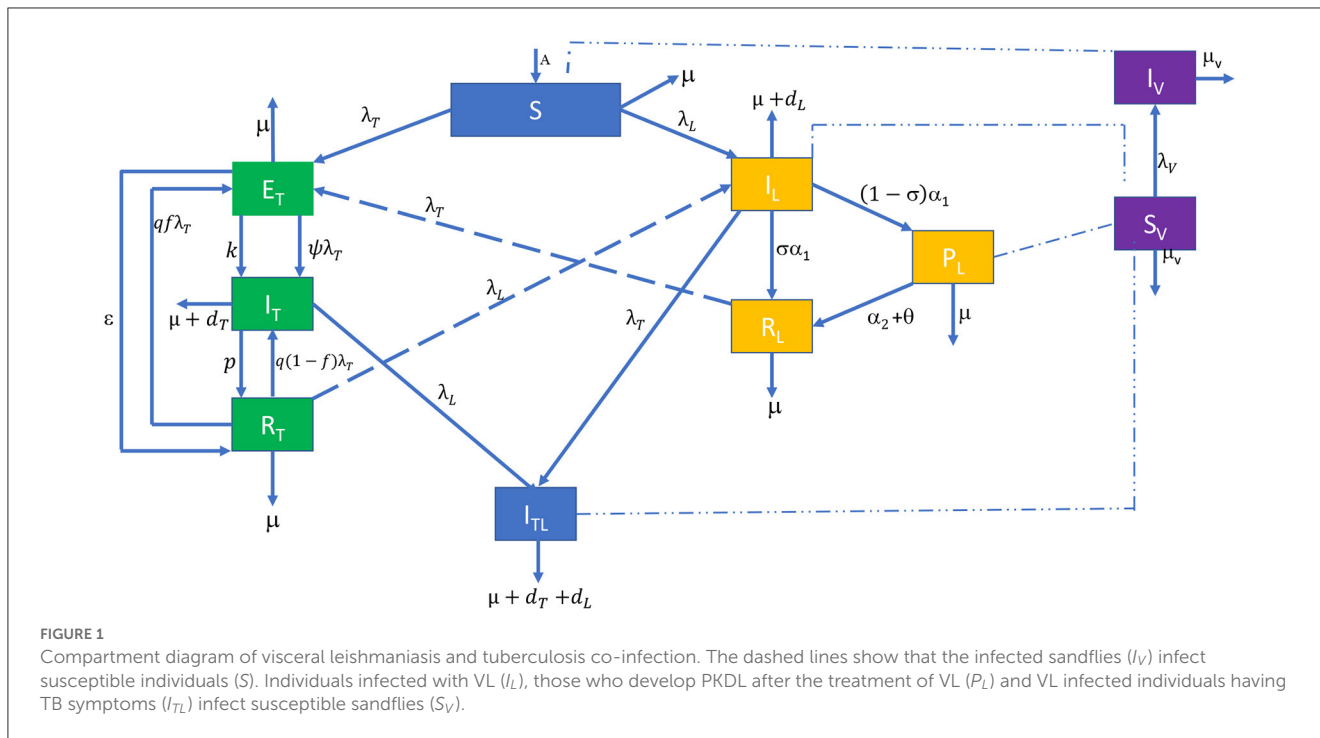 A
S
μ
λ_T
λ_L
μ
μ + d_L
I_V
μ_v
E_T
I_L
(1 − σ)α₁
λ_V
qfλ_T
λ_T
S_V
k
ψλ_T
σα₁
P_L
μ_v
λ_L
I_T
μ + d_T
ε
λ_T
R_L
α₂ + θ
μ
p
q(1 − f)λ_T
R_T
λ_L
μ
μ
I_TL
μ + d_T + d_L
FIGURE 1
Compartment diagram of visceral leishmaniasis and tuberculosis co-infection. The dashed lines show that the infected sandflies (I_V) infect
susceptible individuals (S). Individuals infected with VL (I_L), those who develop PKDL after the treatment of VL (P_L) and VL infected individuals having
TB symptoms (I_TL) infect susceptible sandflies (S_V).